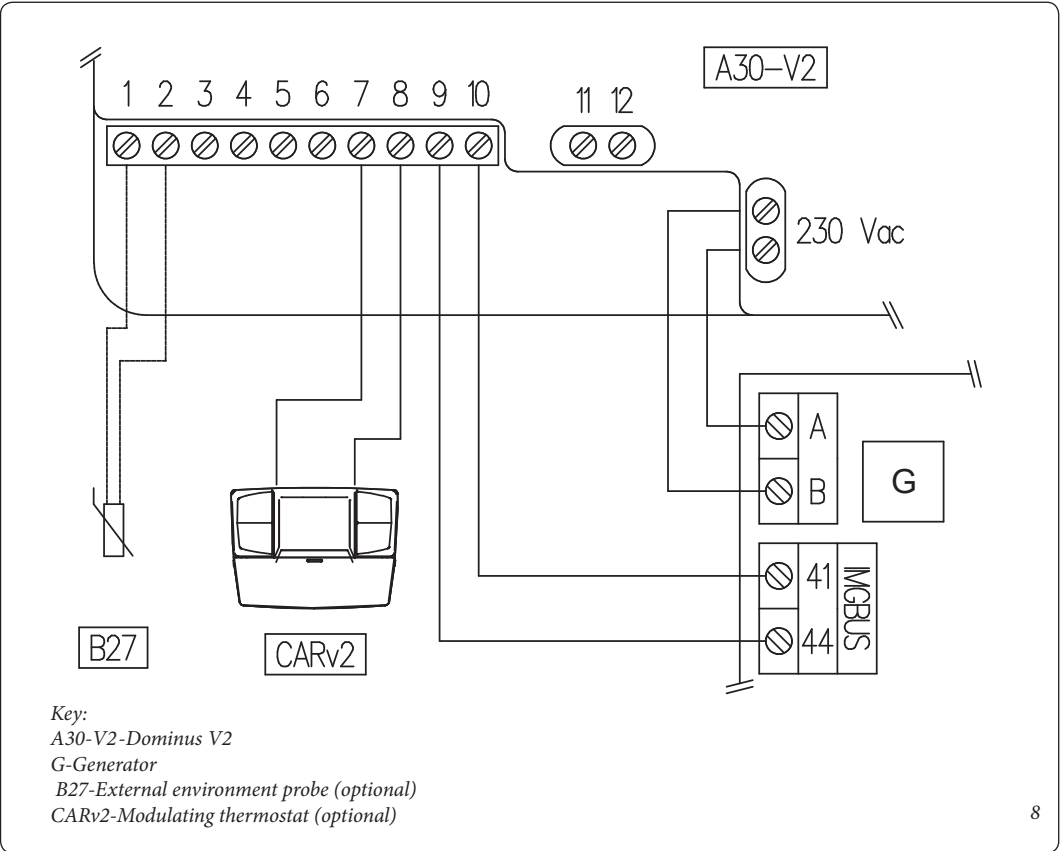 A30-V2
1 2 3 4 5 6 7 8 9 10 11 12
230 Vac
A
B
G
41
44
IMGBUS
B27
CARv2
Key:
A30-V2-Dominus V2
G-Generator
B27-External environment probe (optional)
CARv2-Modulating thermostat (optional)
8